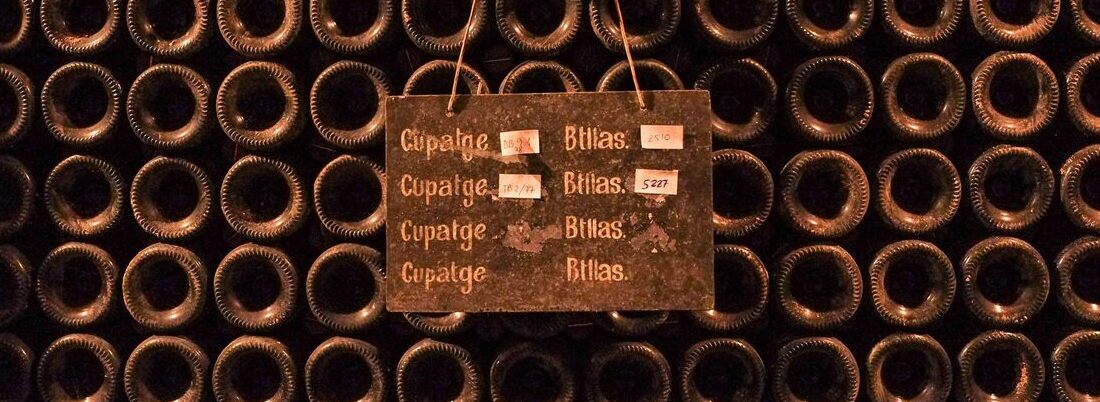 Cupatge Btllas. 2510
Cupatge Btllas. 5227
Cupatge Btllas.
Cupatge Btllas.